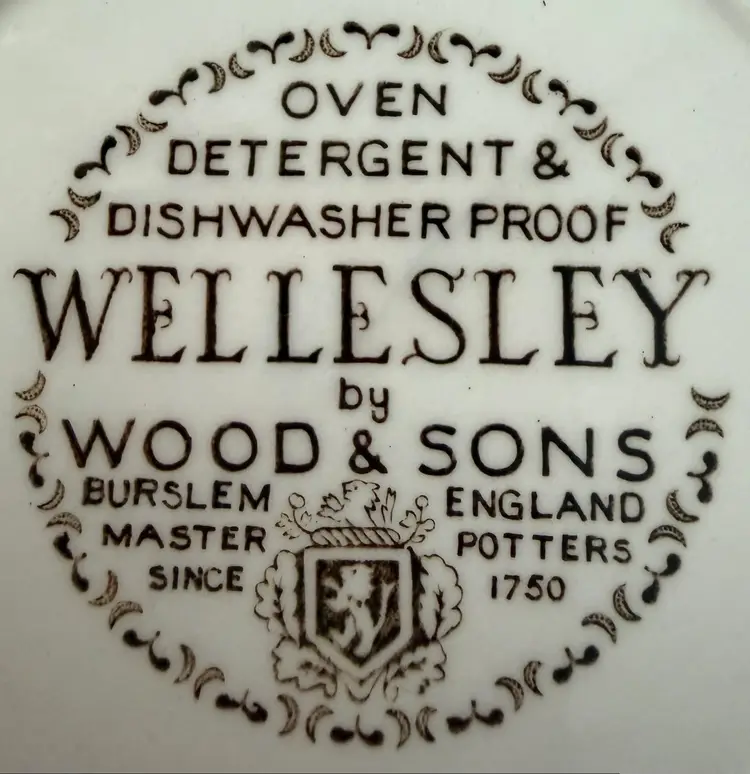 OVEN
DETERGENT &
DISHWASHER PROOF
WELLESLEY
by
WOOD & SONS
BURSLEM ENGLAND
MASTER POTTERS
SINCE 1750